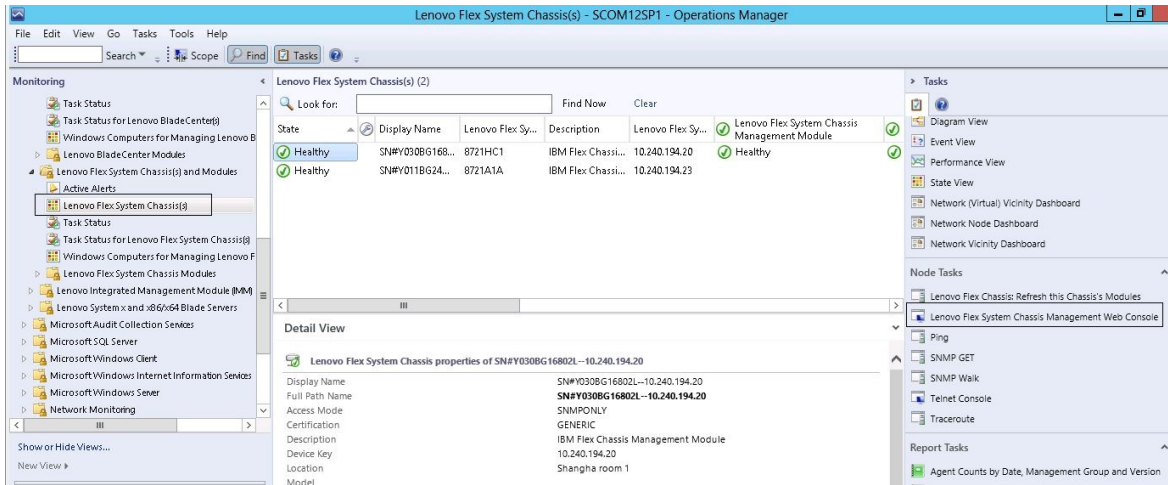 Lenovo Flex System Chassis(s) - SCOM12SP1 - Operations Manager
File Edit View Go Tasks Tools Help
Search Scope Find Tasks
Monitoring
Task Status
Task Status for Lenovo BladeCenter(s)
Windows Computers for Managing Lenovo B
Lenovo BladeCenter Modules
Lenovo Flex System Chassis(s) and Modules
Active Alerts
Lenovo Flex System Chassis(s)
Task Status
Task Status for Lenovo Flex System Chassis(s)
Windows Computers for Managing Lenovo F
Lenovo Flex System Chassis Modules
Lenovo Integrated Management Module (IMM)
Lenovo System x and x86/x64 Blade Servers
Microsoft Audit Collection Services
Microsoft SQL Server
Microsoft Windows Client
Microsoft Windows Internet Information Services
Microsoft Windows Server
Network Monitoring
Show or Hide Views...
New View
Lenovo Flex System Chassis(s) (2)
Look for: Find Now Clear
State Display Name Lenovo Flex Sy... Description Lenovo Flex Sy... Lenovo Flex System Chassis Management Module
Healthy SN#Y030BG168... 8721HC1 IBM Flex Chassi... 10.240.194.20 Healthy
Healthy SN#Y011BG24... 8721A1A IBM Flex Chassi... 10.240.194.23
Detail View
Lenovo Flex System Chassis properties of SN#Y030BG16802L--10.240.194.20
Display Name SN#Y030BG16802L--10.240.194.20
Full Path Name SN#Y030BG16802L--10.240.194.20
Access Mode SNMPONLY
Certification GENERIC
Description IBM Flex Chassis Management Module
Device Key 10.240.194.20
Location Shangha room 1
Model
Tasks
Diagram View
Event View
Performance View
State View
Network (Virtual) Vicinity Dashboard
Network Node Dashboard
Network Vicinity Dashboard
Node Tasks
Lenovo Flex Chassis: Refresh this Chassis's Modules
Lenovo Flex System Chassis Management Web Console
Ping
SNMP GET
SNMP Walk
Telnet Console
Traceroute
Report Tasks
Agent Counts by Date, Management Group and Version